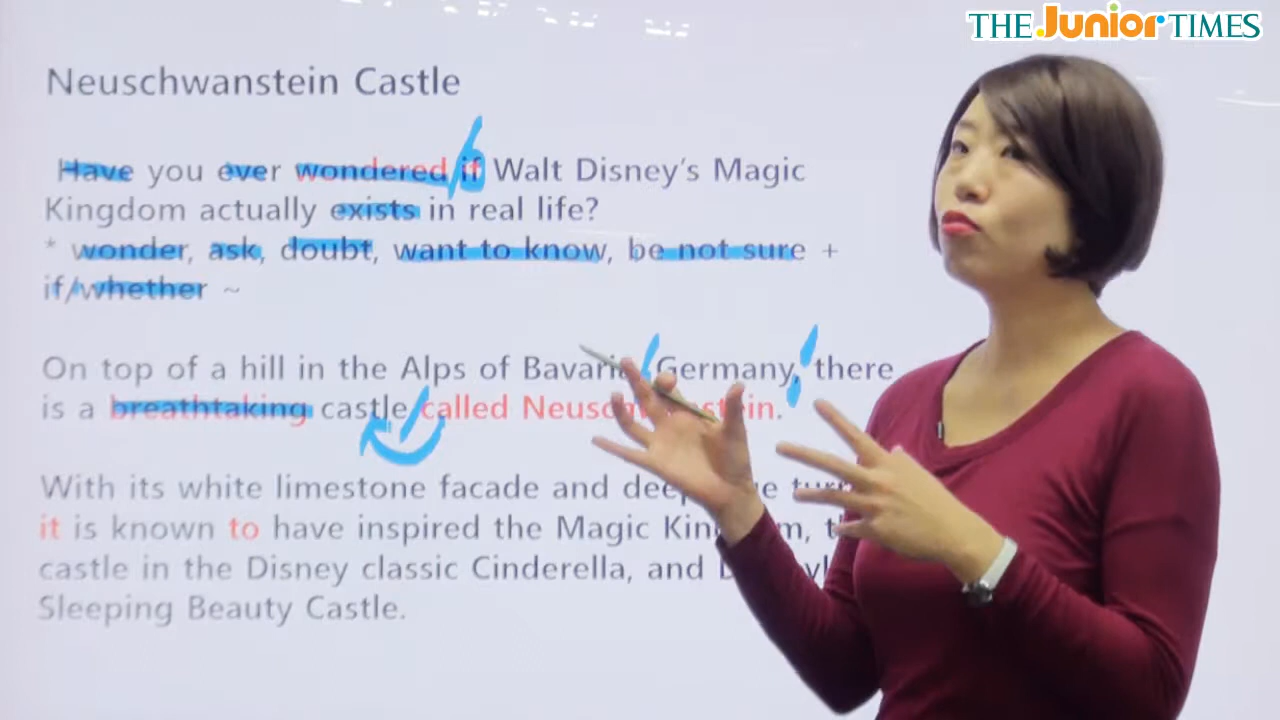 THE Junior TIMES
Neuschwanstein Castle
Have you ever wondered if Walt Disney's Magic
Kingdom actually exists in real life?
* wonder, ask, doubt, want to know, be not sure +
if/whether ~
On top of a hill in the Alps of Germany, there
is a breathtaking castle called
With its white limestone facade and
it is known to have inspired the Magic
castle in the Disney classic Cinderella, and
Sleeping Beauty Castle.